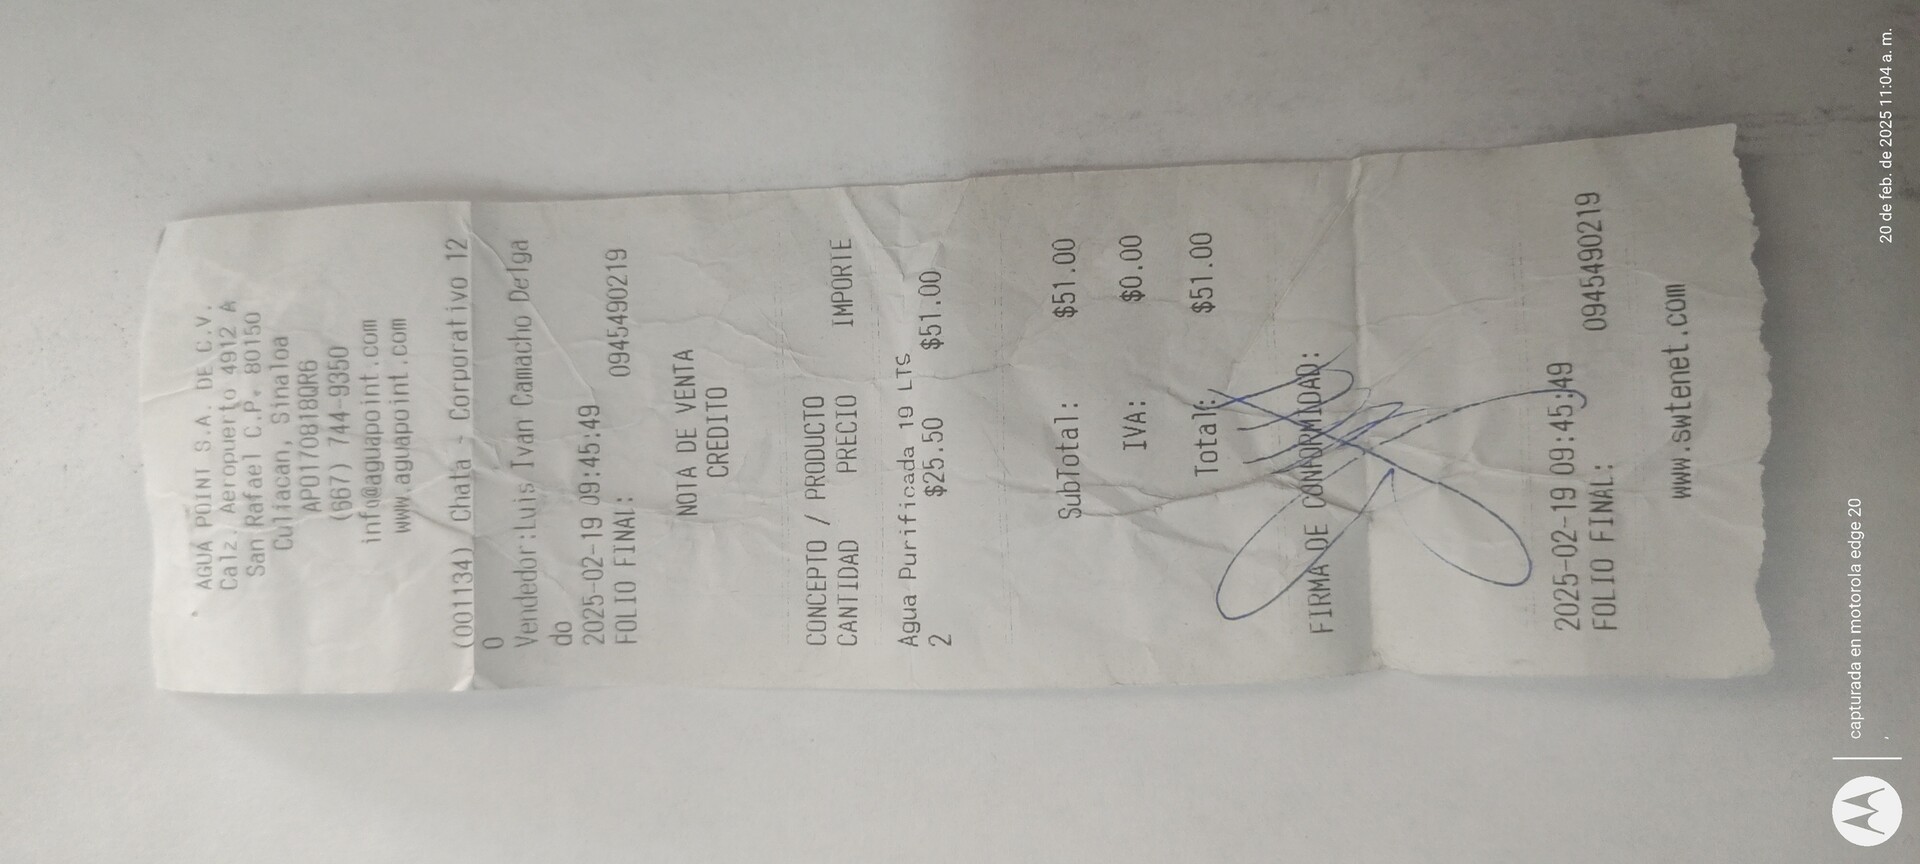 AGUA POINT S.A. DE C.V.
Calz. Aeropuerto 4912 A
San Rafael C.P. 80150
Culiacan, Sinaloa
APO170818QR6
(667) 744-9350
info@aguapoint.com
www.aguapoint.com
(001134) Chata - Corporativo 12
0
Vendedor:Luis Ivan Camacho Delga
do
2025-02-19 09:45:49
FOLIO FINAL: 0945490219
NOTA DE VENTA
CREDITO
CONCEPTO / PRODUCTO
CANTIDAD PRECIO IMPORTE
Agua Purificada 19 LTS
2 $25.50 $51.00
SubTotal: $51.00
IVA: $0.00
Total: $51.00
FIRMA DE CONFORMIDAD:
2025-02-19 09:45:49
FOLIO FINAL: 0945490219
www.swtenet.com
capturada en motorola edge 20
,
20 de feb. de 2025 11:04 a. m.